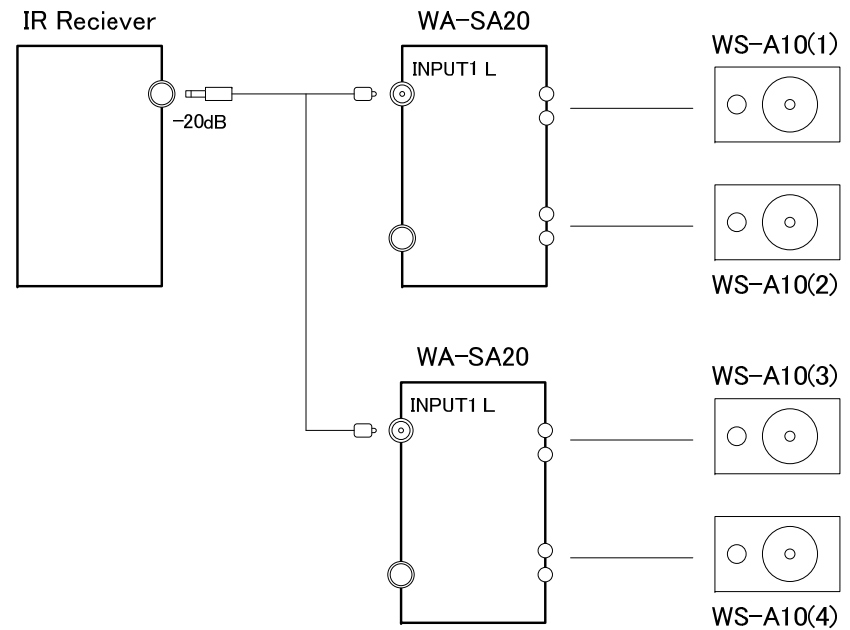 IR Reciever
WA-SA20
WS-A10(1)
INPUT1 L
-20dB
WS-A10(2)
WA-SA20
WS-A10(3)
INPUT1 L
WS-A10(4)